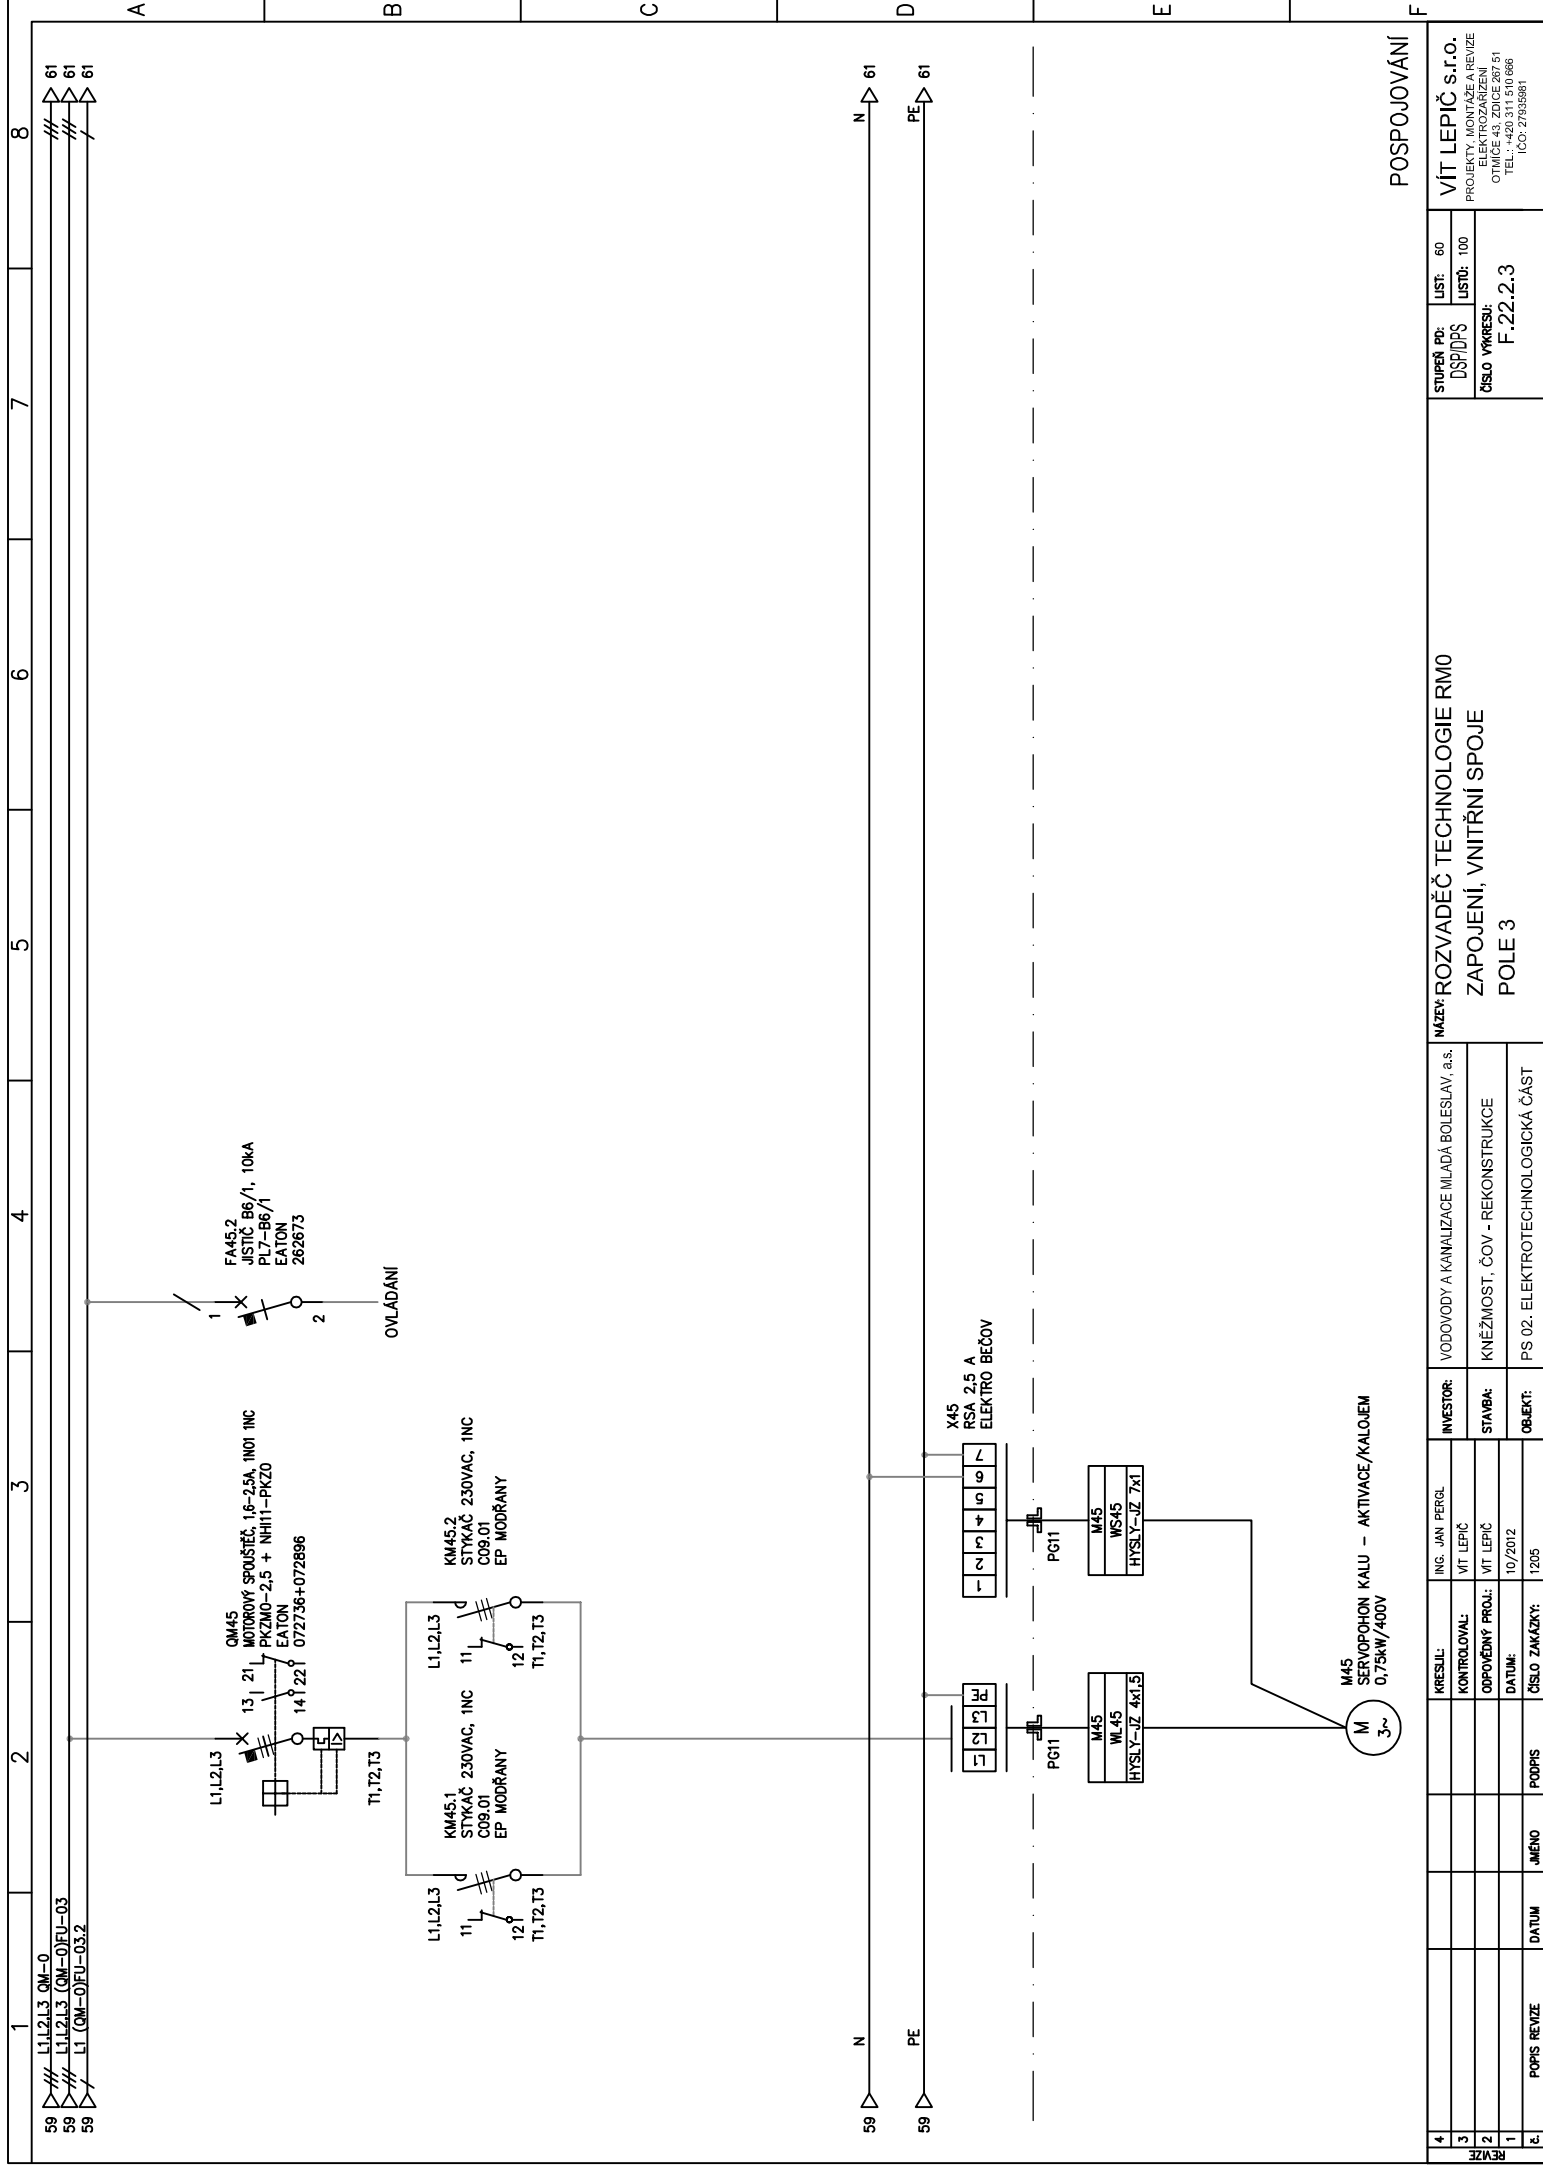 1
2
3
4
5
6
7
8
A
B
C
D
E
F
59
L1,L2,L3 QM-0
61
59
L1,L2,L3 (QM-0)FU-03
61
59
L1 (QM-0)FU-03.2
61
L1,L2,L3
13
21
14
22
QM45
MOTOROVÝ SPOUŠTĚČ, 1,6-2,5A, 1NO1 1NC
PKZM0-2,5 + NHI11-PKZ0
EATON
072736+072896
I>
T1,T2,T3
1
2
FA45.2
JISTIČ B6/1, 10kA
PL7-B6/1
EATON
262673
OVLÁDÁNÍ
L1,L2,L3
11
12
T1,T2,T3
KM45.1
STYKAČ 230VAC, 1NC
C09.01
EP MODŘANY
L1,L2,L3
11
12
T1,T2,T3
KM45.2
STYKAČ 230VAC, 1NC
C09.01
EP MODŘANY
59
N
N
61
59
PE
PE
61
L1
L2
L3
PE
1
2
3
4
5
6
7
X45
RSA 2,5 A
ELEKTRO BEČOV
PG11
PG11
M45
WL45
HYSLY-JZ 4x1,5
M45
WS45
HYSLY-JZ 7x1
M
3~
M45
SERVOPOHON KALU - AKTIVACE/KALOJEM
0,75kW/400V
POSPOJOVÁNÍ
REVIZE
4
3
2
1
č.
POPIS REVIZE
DATUM
JMÉNO
PODPIS
KRESLIL:
ING. JAN PERGL
KONTROLOVAL:
VÍT LEPIČ
ODPOVĚDNÝ PROJ.:
VÍT LEPIČ
DATUM:
10/2012
ČÍSLO ZAKÁZKY:
1205
INVESTOR:
VODOVODY A KANALIZACE MLADÁ BOLESLAV, a.s.
STAVBA:
KNĚŽMOST, ČOV - REKONSTRUKCE
OBJEKT:
PS 02. ELEKTROTECHNOLOGICKÁ ČÁST
NÁZEV:
ROZVADĚČ TECHNOLOGIE RM0
ZAPOJENÍ, VNITŘNÍ SPOJE
POLE 3
STUPEŇ PD:
DSP/DPS
LIST:
60
LISTŮ:
100
ČÍSLO VÝKRESU:
F.22.2.3
VÍT LEPIČ s.r.o.
PROJEKTY, MONTÁŽE A REVIZE
ELEKTROZAŘÍZENÍ
OTMÍČE 43, ZDICE 267 51
TEL.: +420 311 510 666
IČO: 27935981